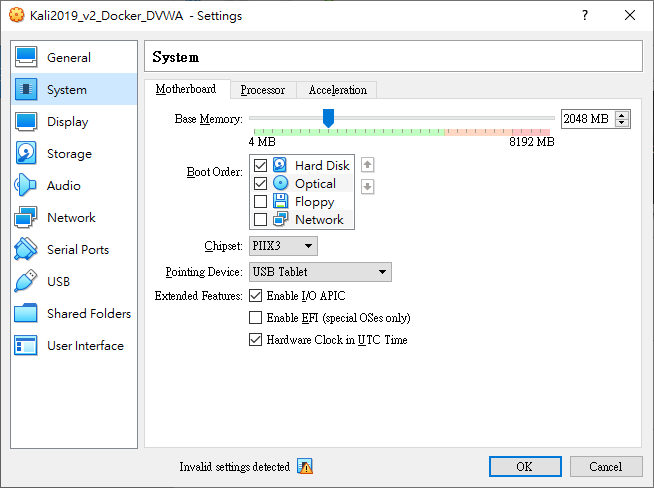 Kali2019_v2_Docker_DVWA - Settings
?
General
System
Display
Storage
Audio
Network
Serial Ports
USB
Shared Folders
User Interface
System
Motherboard
Processor
Acceleration
Base Memory:
2048 MB
4 MB
8192 MB
Boot Order:
Hard Disk
Optical
Floppy
Network
Chipset:
PIIX3
Pointing Device:
USB Tablet
Extended Features:
Enable I/O APIC
Enable EFI (special OSes only)
Hardware Clock in UTC Time
Invalid settings detected
OK
Cancel